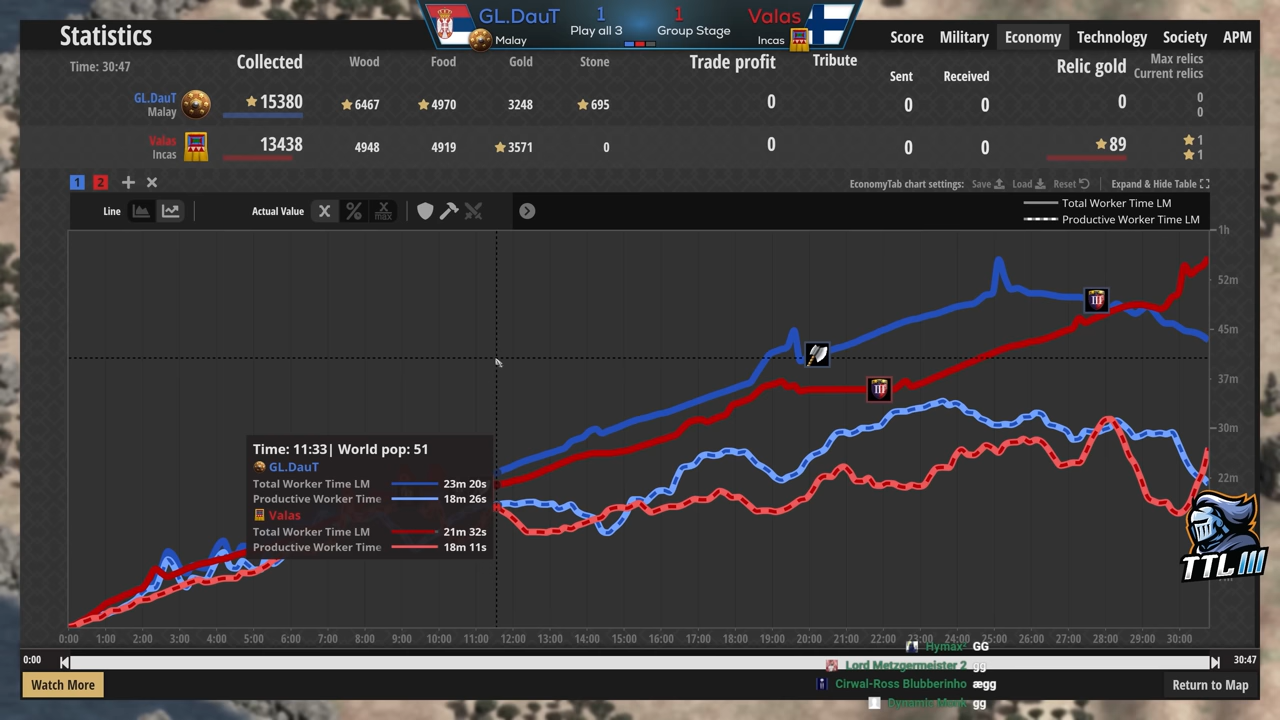 Statistics
GL.DauT 1 1 Valas
Play all 3 Group Stage
Malay Incas
Score Military Economy Technology Society APM
Time: 30:47
Collected Wood Food Gold Stone Trade profit Tribute Sent Received Relic gold Max relics
Current relics
GL.DauT
Malay
15380 6467 4970 3248 695 0 0 0 0 0
0
Valas
Incas
13438 4948 4919 3571 0 0 0 0 89 1
1
1 2
EconomyTab chart settings: Save Load Reset Expand & Hide Table
Line Actual Value X % X
max
III
Total Worker Time LM
Productive Worker Time LM
1h
52m
45m
37m
30m
22m
III
Time: 11:33| World pop: 51
GL.DauT
Total Worker Time LM 23m 20s
Productive Worker Time 18m 26s
Valas
Total Worker Time LM 21m 32s
Productive Worker Time 18m 11s
TTL III
0:00 1:00 2:00 3:00 4:00 5:00 6:00 7:00 8:00 9:00 10:00 11:00 12:00 13:00 14:00 15:00 16:00 17:00 18:00 19:00 20:00 21:00 22:00 23:00 24:00 25:00 26:00 27:00 28:00 29:00 30:00
Hymax² GG
0:00 30:47
Lord Metzgermeister 2 gg
Cirwal-Ross Blubberinho ægg
gg
Watch More Return to Map